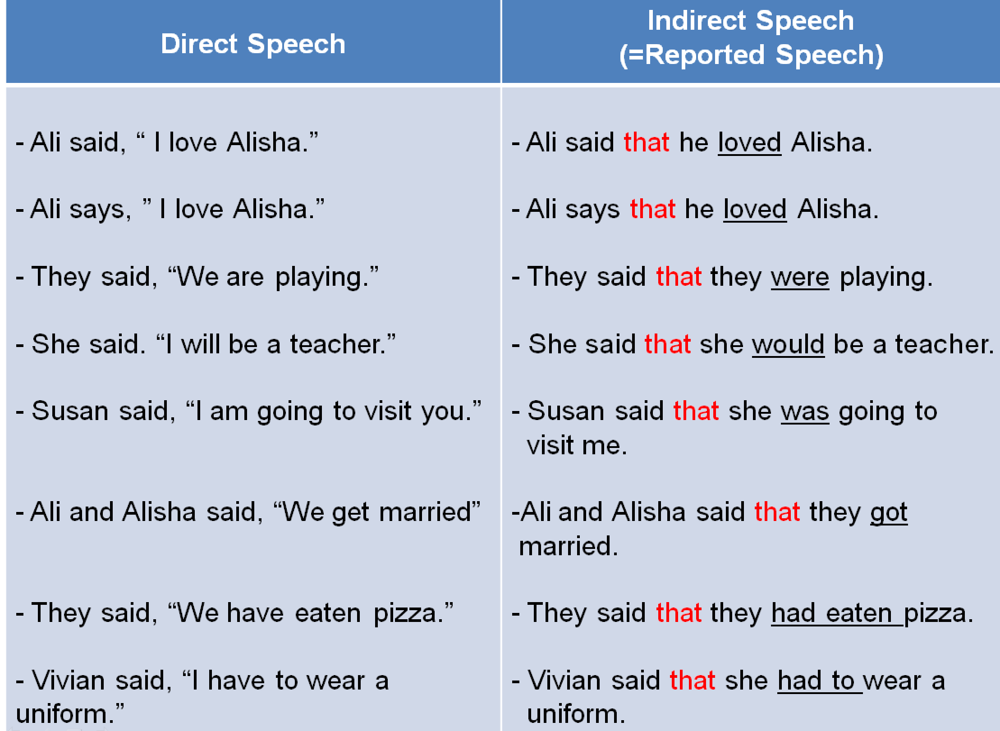 Direct Speech
Indirect Speech
(=Reported Speech)
- Ali said, “ I love Alisha.”
- Ali said that he loved Alisha.
- Ali says, ” I love Alisha.”
- Ali says that he loved Alisha.
- They said, “We are playing.”
- They said that they were playing.
- She said. “I will be a teacher.”
- She said that she would be a teacher.
- Susan said, “I am going to visit you.”
- Susan said that she was going to
visit me.
- Ali and Alisha said, “We get married”
-Ali and Alisha said that they got
married.
- They said, “We have eaten pizza.”
- They said that they had eaten pizza.
- Vivian said, “I have to wear a
uniform.”
- Vivian said that she had to wear a
uniform.